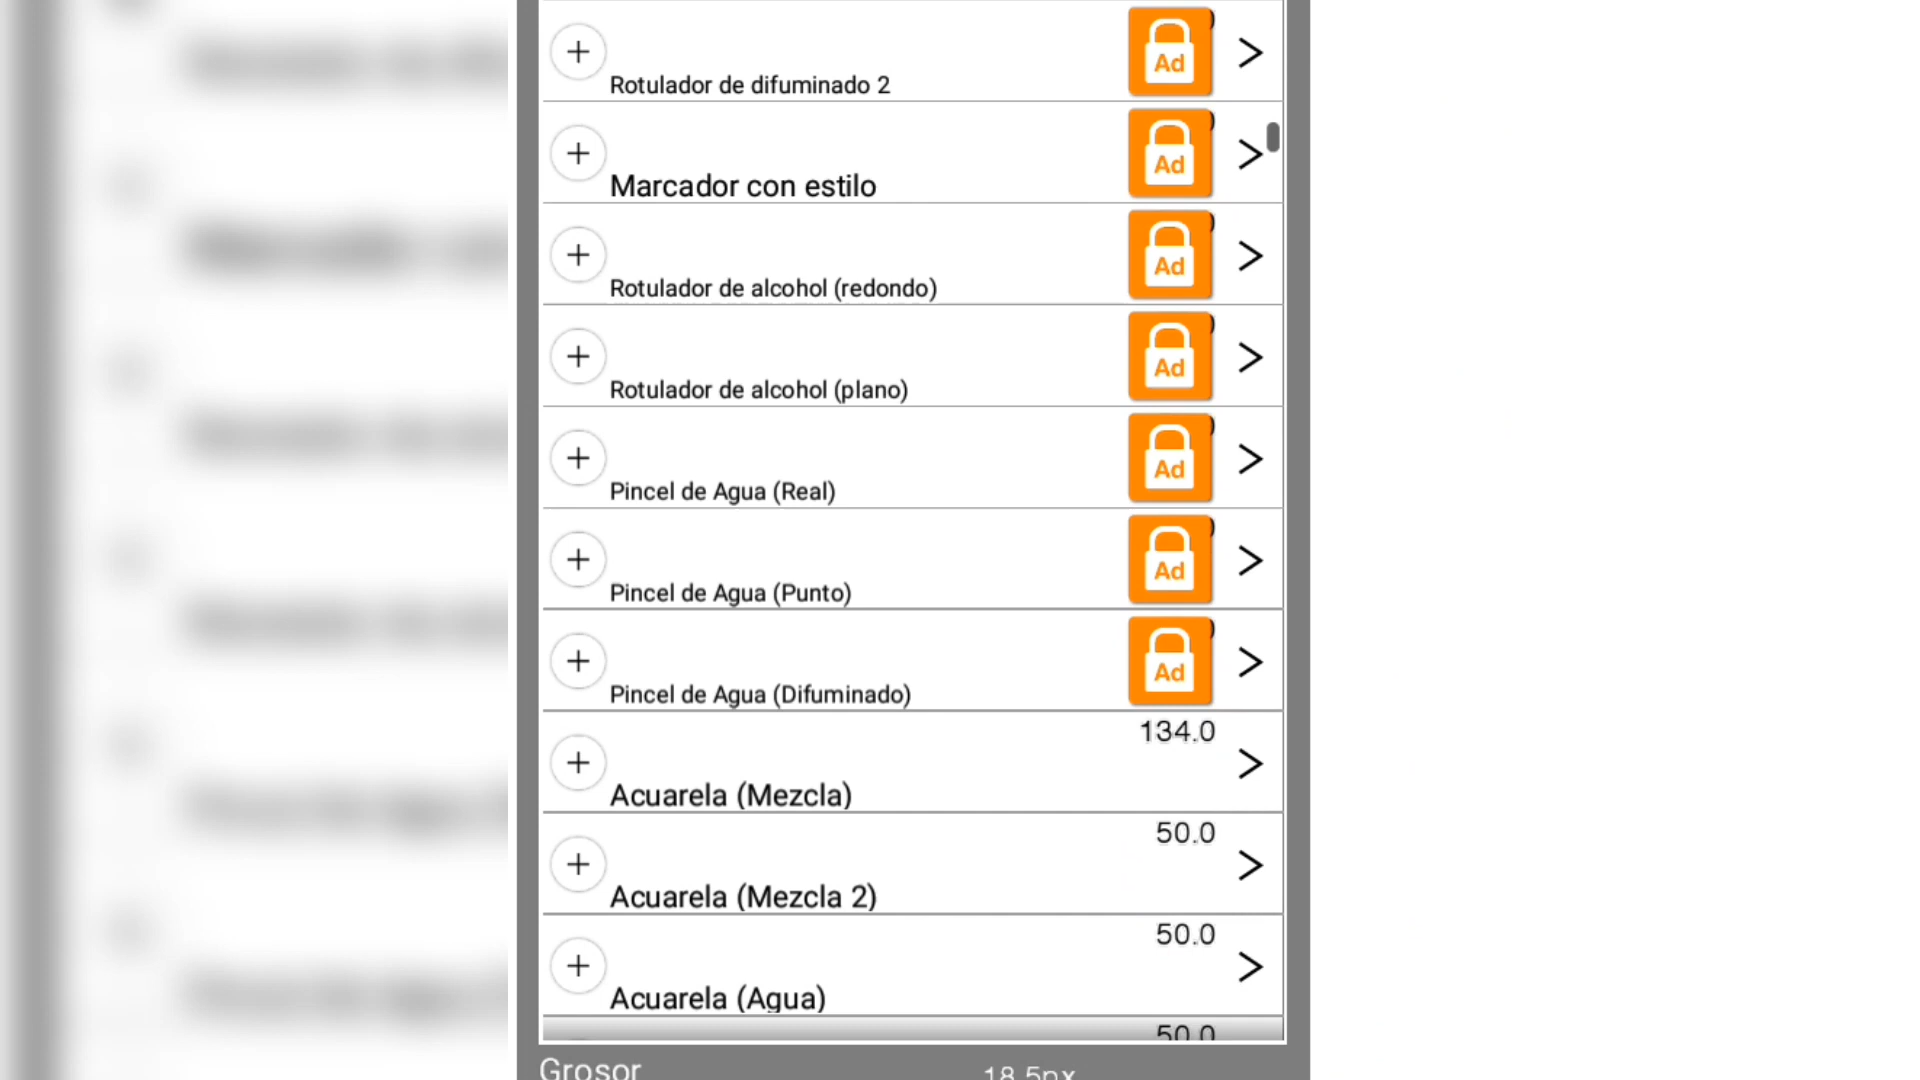 Ad
Rotulador de difuminado 2
Ad
Marcador con estilo
Ad
Rotulador de alcohol (redondo)
Ad
Rotulador de alcohol (plano)
Ad
Pincel de Agua (Real)
Ad
Pincel de Agua (Punto)
Ad
Pincel de Agua (Difuminado)
134.0
Acuarela (Mezcla)
50.0
Acuarela (Mezcla 2)
50.0
Acuarela (Agua)
50.0
Grosor 18.5px